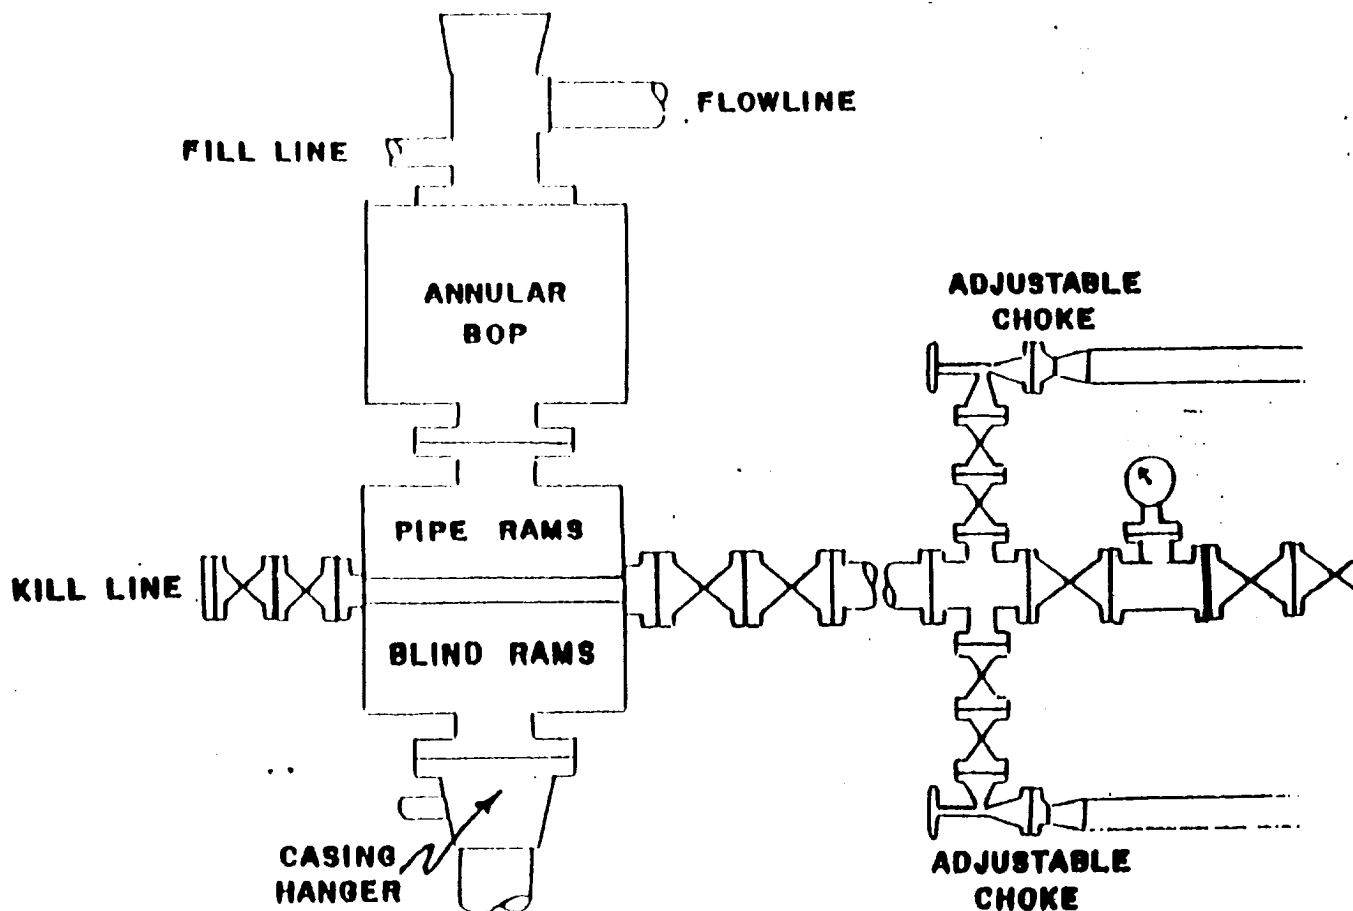 FLOWLINE
FILL LINE
ANNULAR
BOP
ADJUSTABLE
CHOKE
PIPE RAMS
KILL LINE
BLIND RAMS
CASING
HANGER
ADJUSTABLE
CHOKE